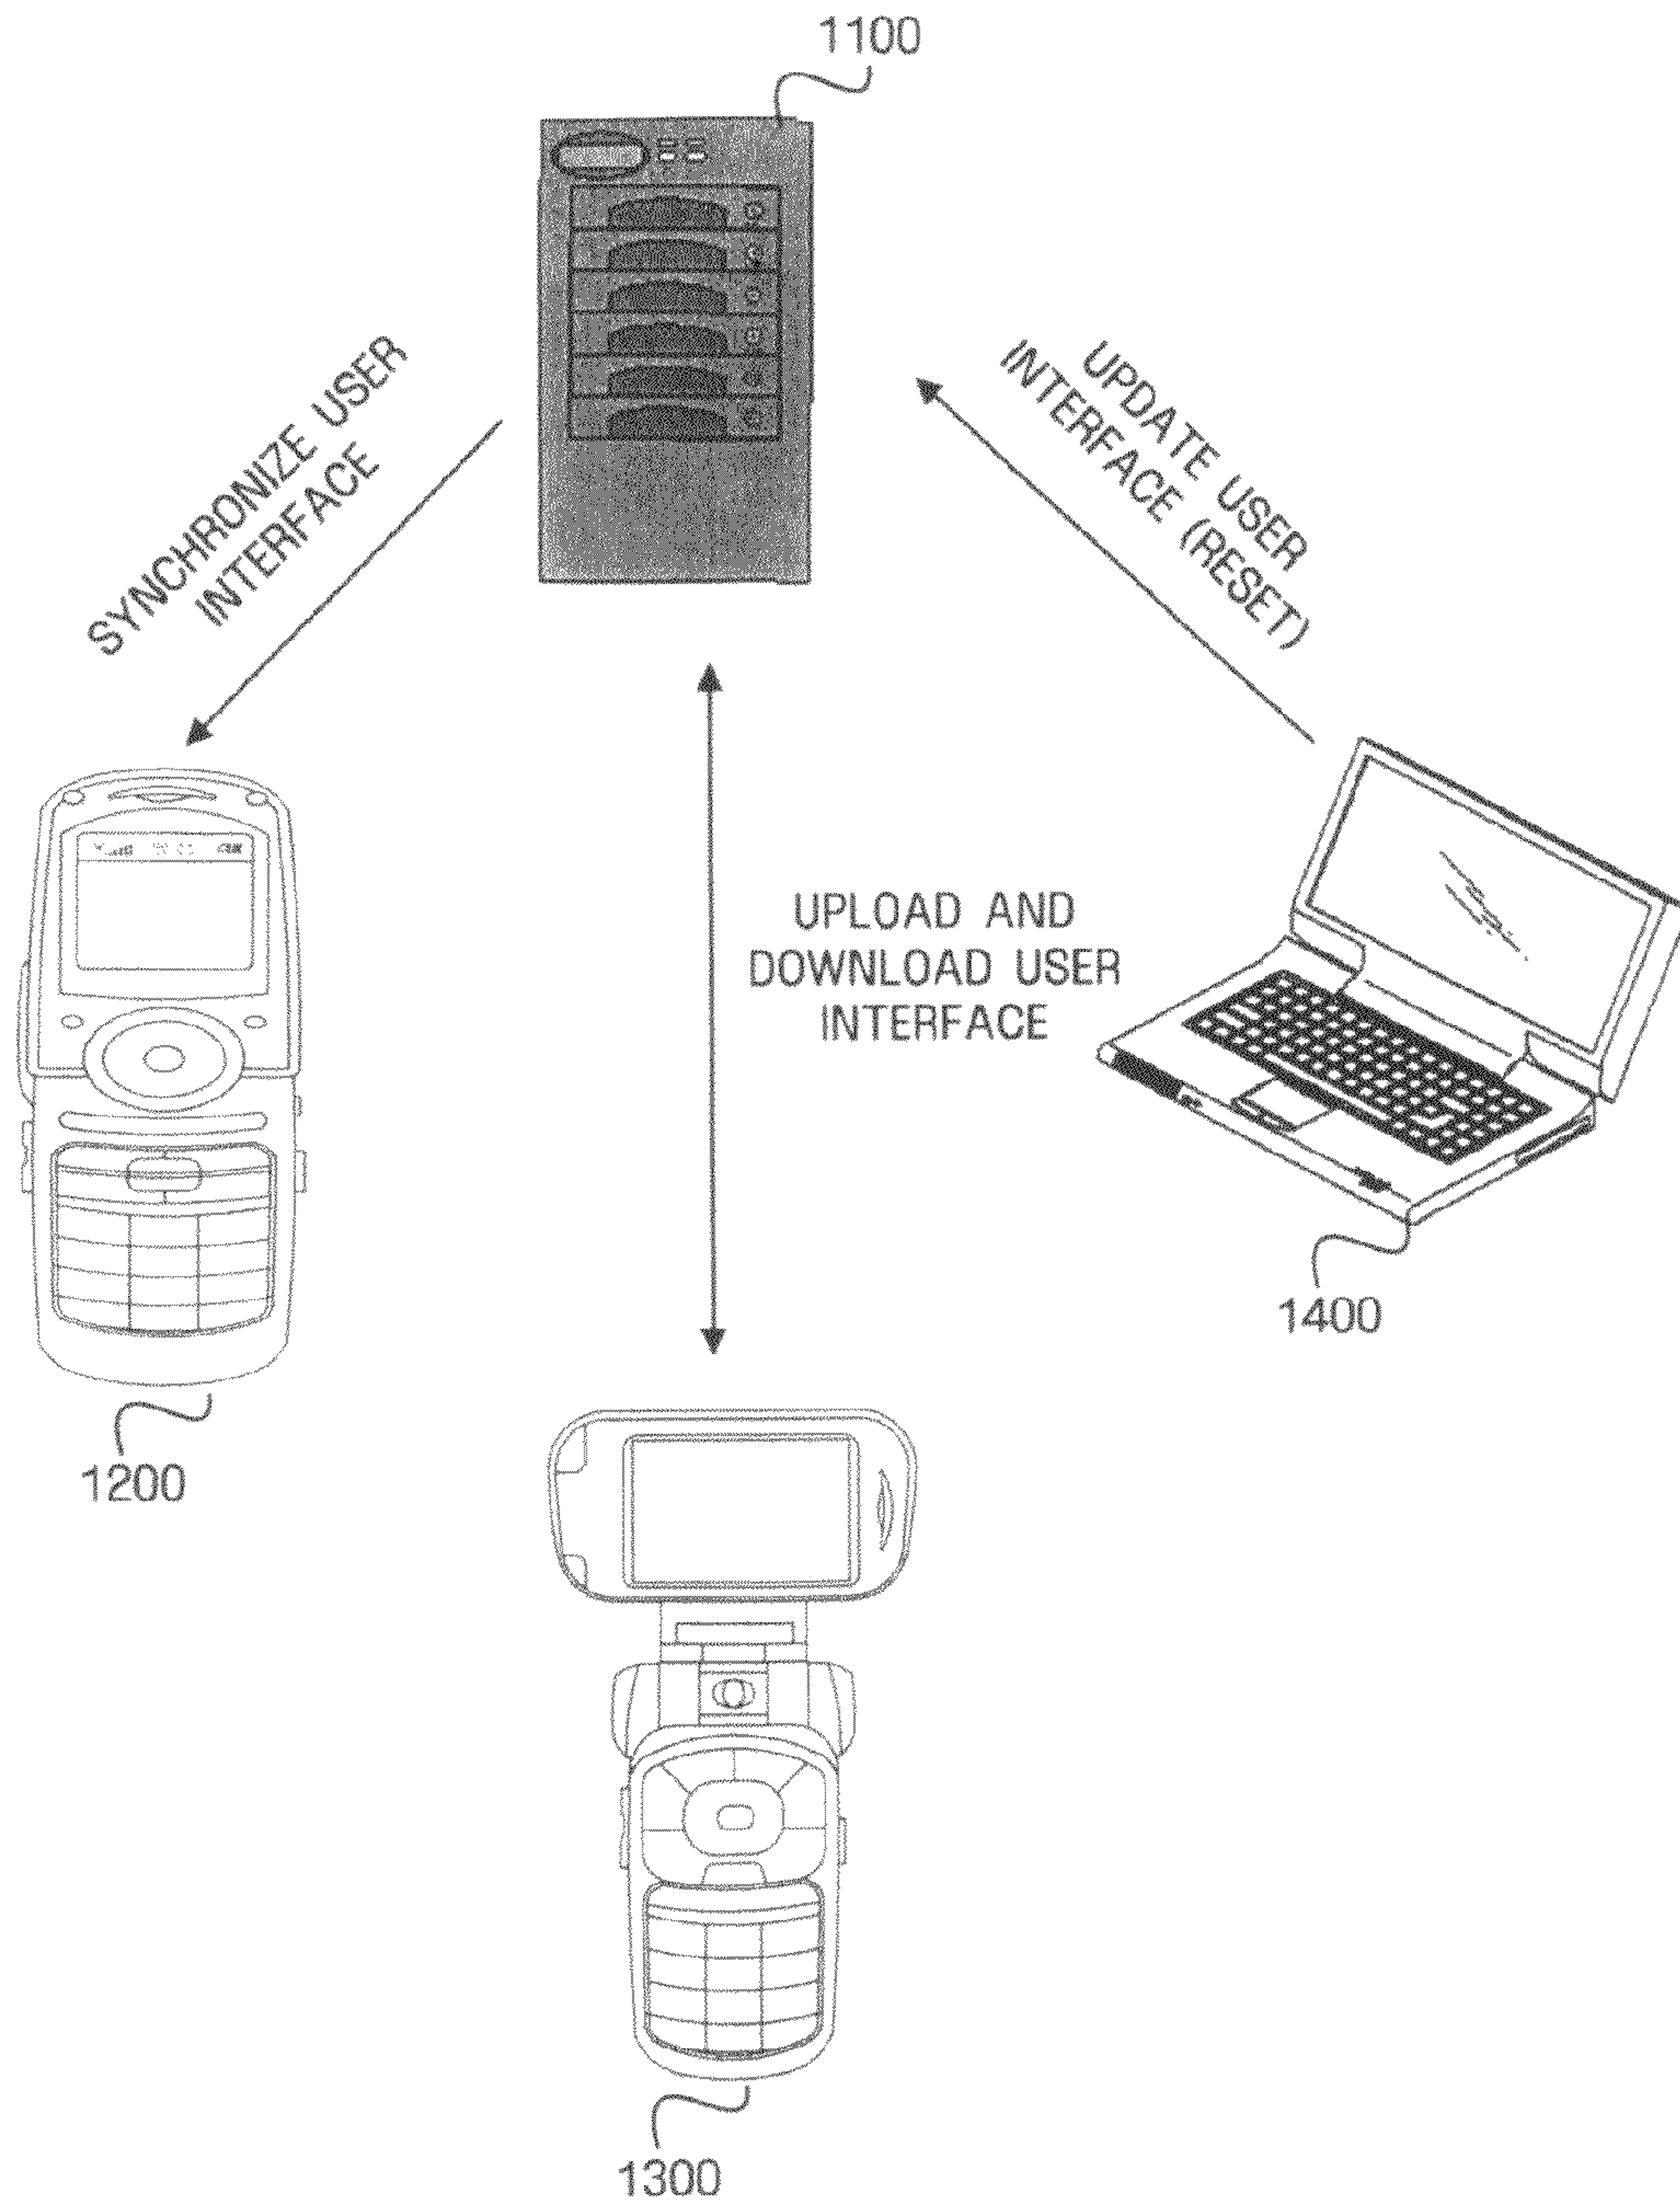 1100
SYNCHRONIZE USER
INTERFACE
UPDATE USER
INTERFACE (RESET)
UPLOAD AND
DOWNLOAD USER
INTERFACE
1400
1200
1300